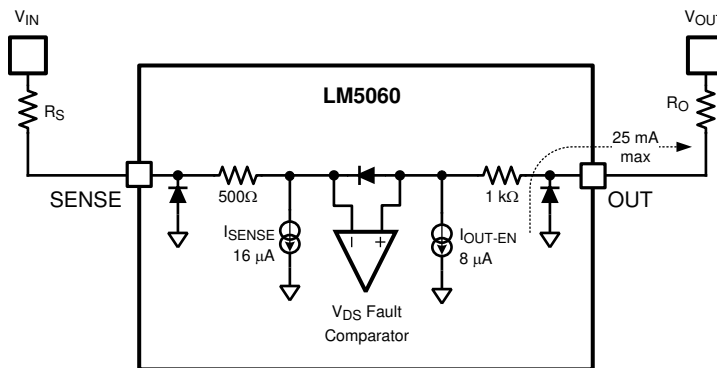 VIN
VOUT
LM5060
RS
RO
25 mA
max
SENSE
OUT
500Ω
1 kΩ
ISENSE
16 μA
IOUT-EN
8 μA
− +
VDS Fault
Comparator